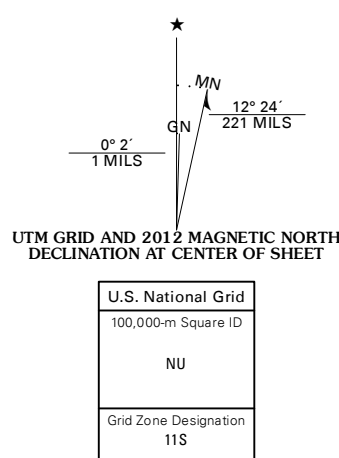 MN
GN
12° 24´
221 MILS
0° 2´
1 MILS
UTM GRID AND 2012 MAGNETIC NORTH
DECLINATION AT CENTER OF SHEET
U.S. National Grid
100,000-m Square ID
NU
Grid Zone Designation
11S